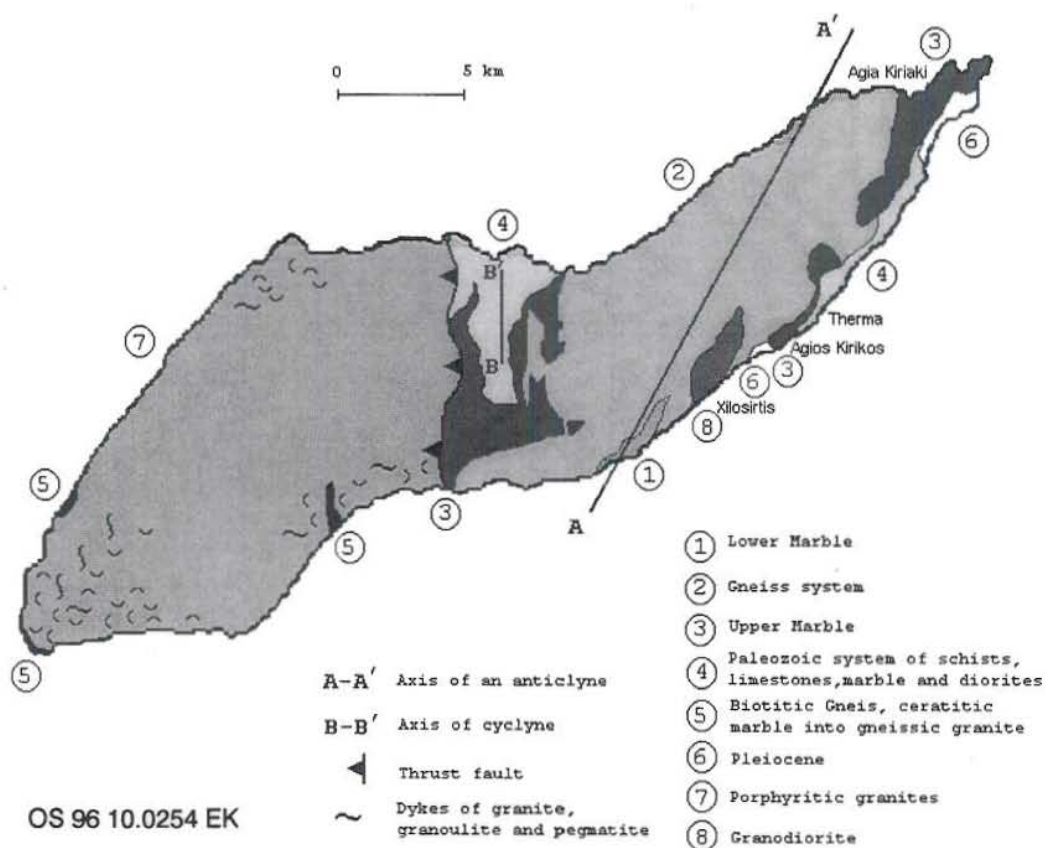 A'
3
0 5 km
Agia Kiriaki
6
2
4
B'
4
7
Therma
B
Agios Kirikos
6
3
Xilosirtis
8
5
1
3
A
5
5
1 Lower Marble
2 Gneiss system
3 Upper Marble
4 Paleozoic system of schists,
limestones,marble and diorites
5 Biotitic Gneis, ceratitic
marble into gneissic granite
6 Pleiocene
7 Porphyritic granites
8 Granodiorite
A-A' Axis of an anticlyne
B-B' Axis of cyclyne
Thrust fault
Dykes of granite,
granoulite and pegmatite
OS 96 10.0254 EK